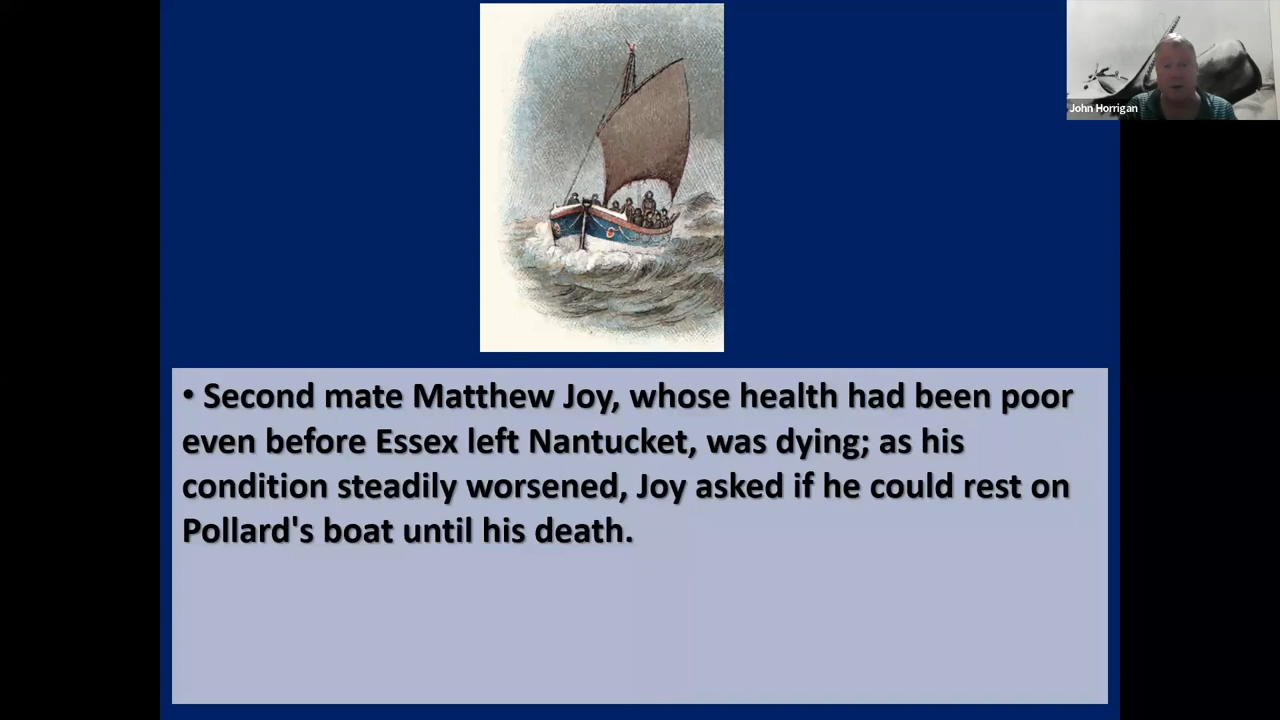 John Horrigan
• Second mate Matthew Joy, whose health had been poor
even before Essex left Nantucket, was dying; as his
condition steadily worsened, Joy asked if he could rest on
Pollard's boat until his death.